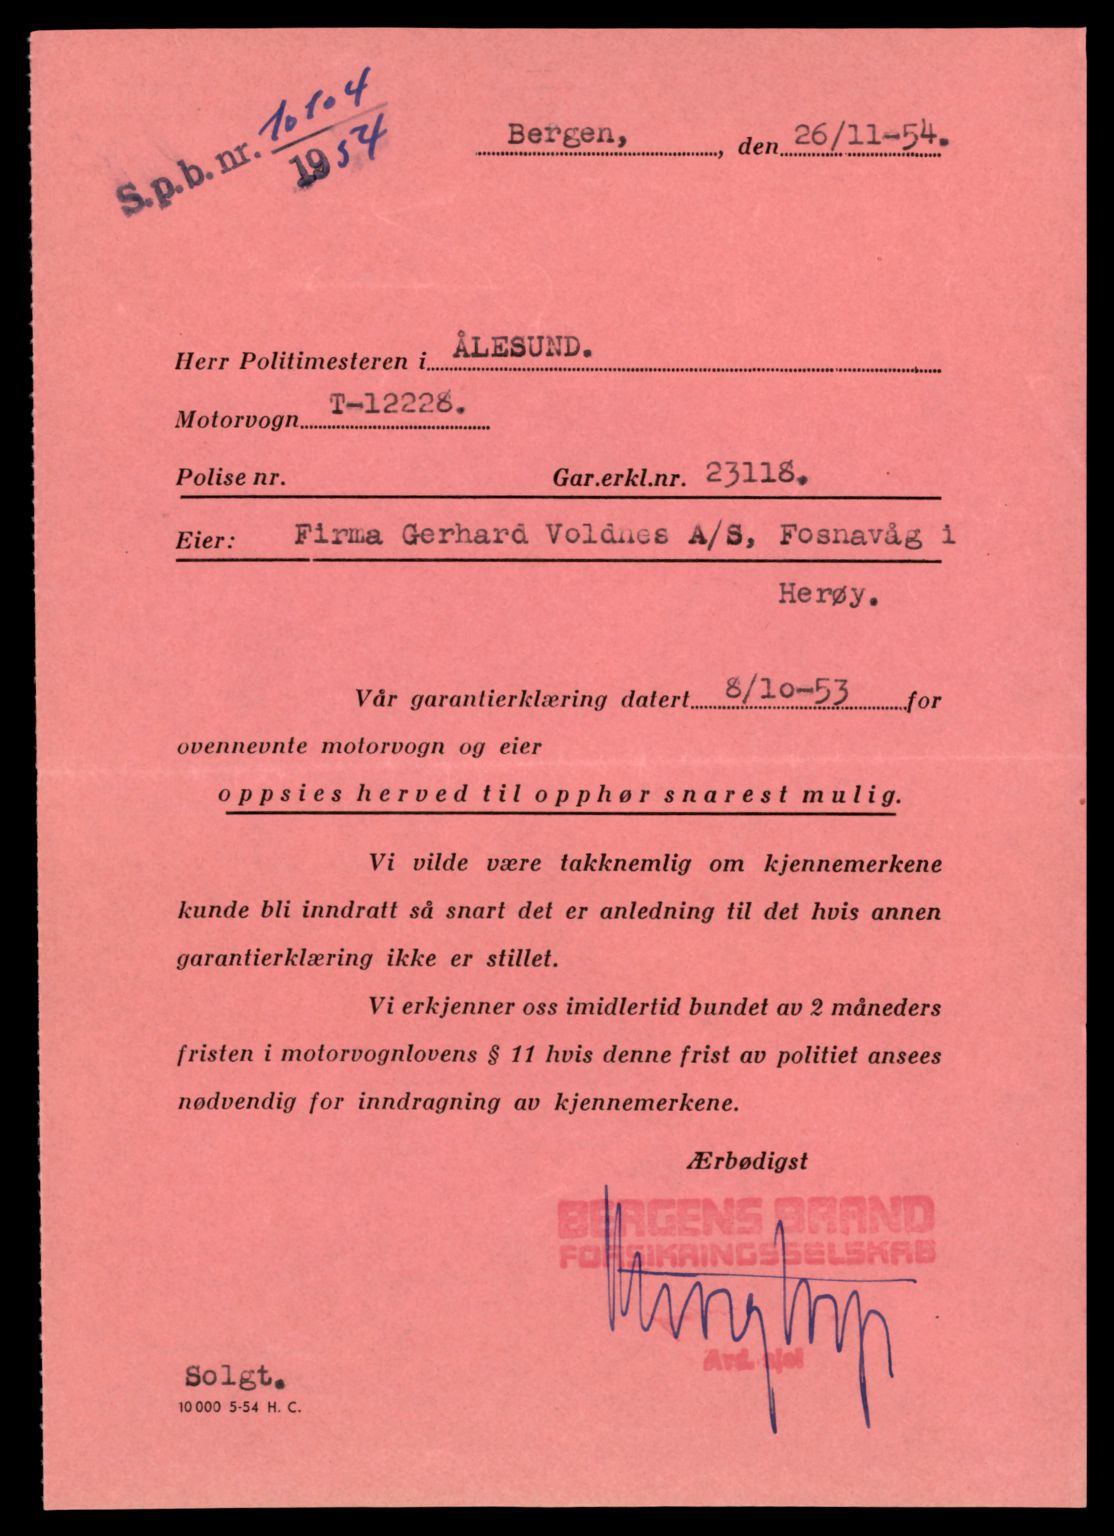 S.p.b.nr. 10104
1954
Bergen, , den 26/11-54.
Herr Politimesteren i ÅLESUND.
Motorvogn T-12228.
Polise nr. Gar.erkl.nr. 23118.
Eier: Firma Gerhard Voldnes A/S, Fosnavåg i
Herøy.
Vår garantierklæring datert 8/10-53 for
ovennevnte motorvogn og eier
oppsies herved til opphør snarest mulig.
Vi vilde være takknemlig om kjennemerkene
kunde bli inndratt så snart det er anledning til det hvis annen
garantierklæring ikke er stillet.
Vi erkjenner oss imidlertid bundet av 2 måneders
fristen i motorvognlovens § 11 hvis denne frist av politiet ansees
nødvendig for inndragning av kjennemerkene.
Ærbødigst
BERGENS BRAND
FORSIKRINGSSELSKAB
Solgt.
10000 5-54 H. C.